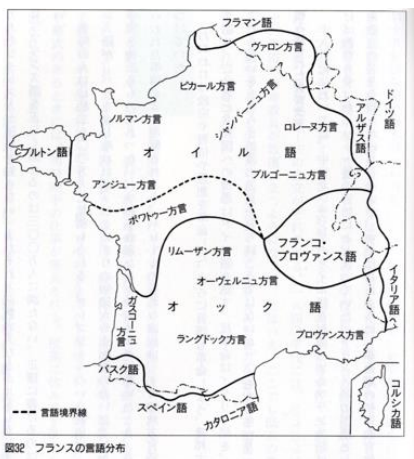 フラマン語
ヴァロン方言
ピカール方言
シャンパーニュ方言
ドイツ語
アルザス語
ノルマン方言
ロレーヌ方言
ブルトン語
オイル語
アンジュー方言
ブルゴーニュ方言
ポワトゥー方言
フランコ・
プロヴァンス語
リムーザン方言
オーヴェルニュ方言
イタリア語
ガスコーニュ
方言
オック語
ラングドック方言
プロヴァンス方言
バスク語
スペイン語
カタロニア語
コルシカ語
言語境界線
図32 フランスの言語分布